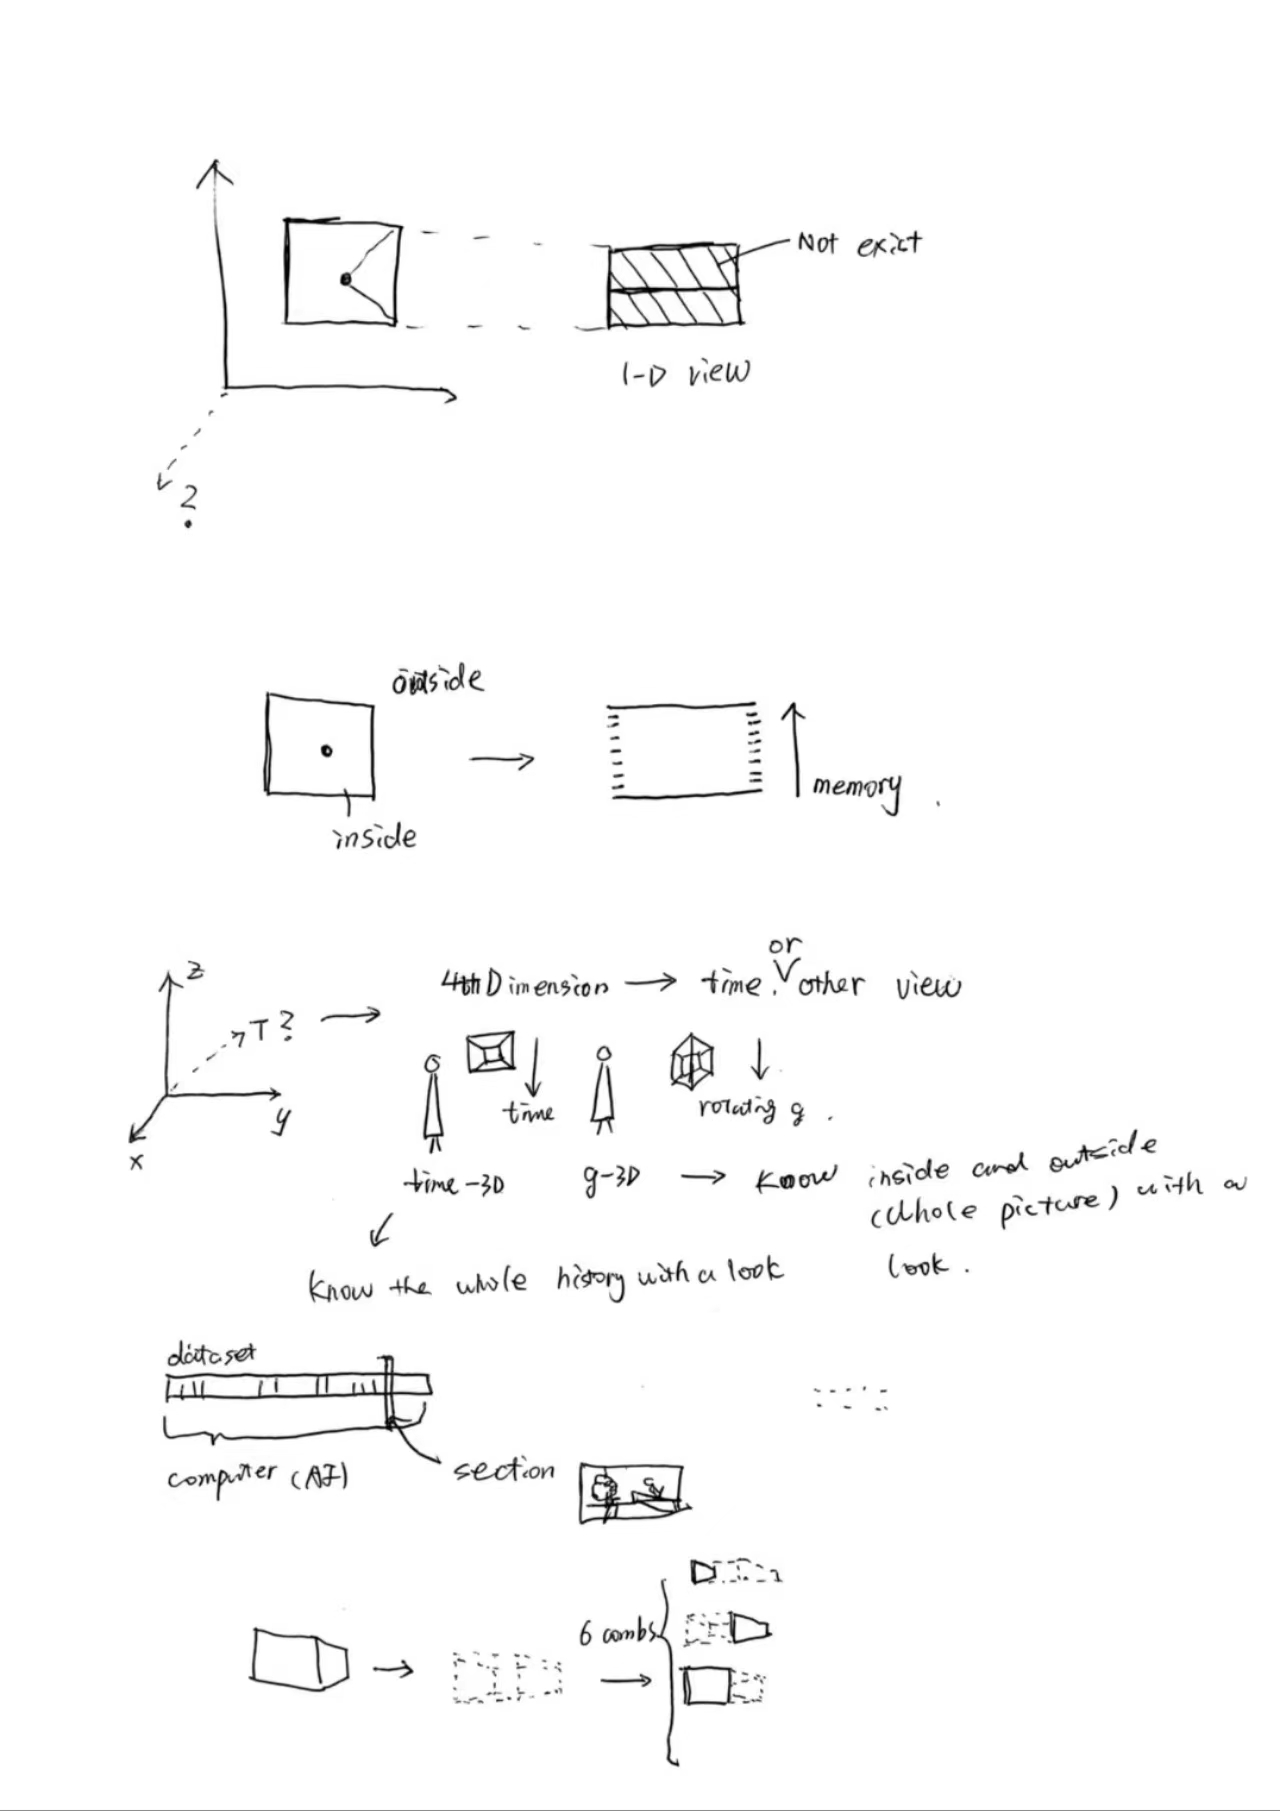 Not exict
1-D view
?
outside
inside
memory
z
T ?
y
x
or
4th Dimension → time. ∨ other view
time
rotating g.
time-3D
g-3D → know inside and outside
(whole picture) with a
look.
know the whole history with a look
dataset
computer (AI)
section
6 combs